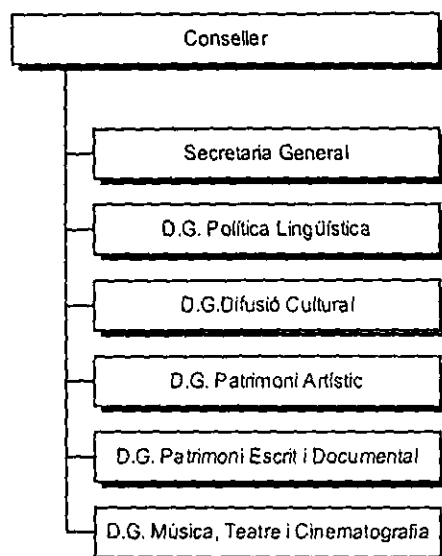 Conseller
Secretaria General
D.G. Política Lingüística
D.G.Difusió Cultural
D.G. Patrimoni Artístic
D.G. Patrimoni Escrit i Documental
D.G. Música, Teatre i Cinematografia